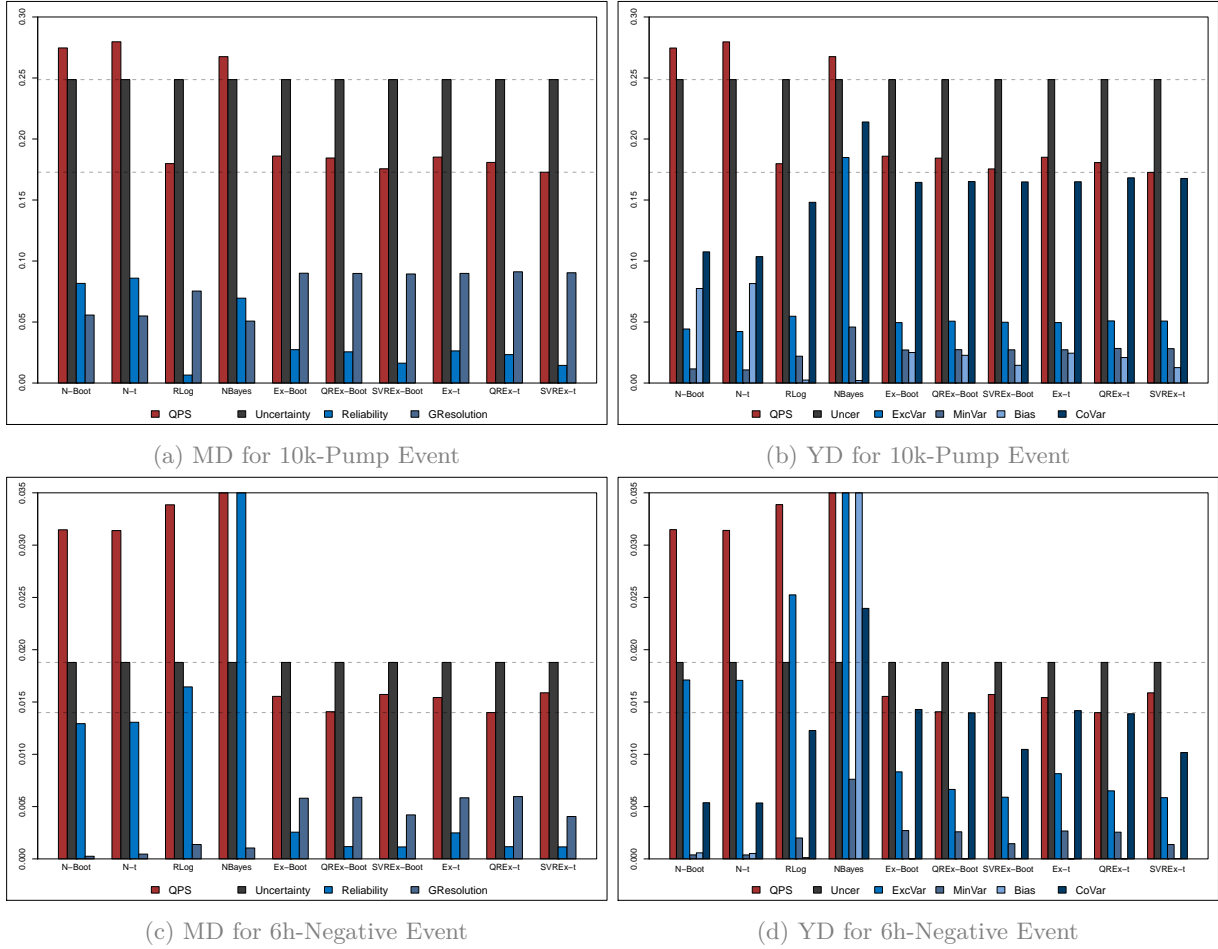 0.00 0.05 0.10 0.15 0.20 0.25 0.30
N−Boot N−t RLog NBayes Ex−Boot QREx−Boot SVREx−Boot Ex−t QREx−t SVREx−t
QPS Uncertainty Reliability GResolution
(a) MD for 10k-Pump Event
0.00 0.05 0.10 0.15 0.20 0.25 0.30
N−Boot N−t RLog NBayes Ex−Boot QREx−Boot SVREx−Boot Ex−t QREx−t SVREx−t
QPS Uncer ExcVar MinVar Bias CoVar
(b) YD for 10k-Pump Event
0.000 0.005 0.010 0.015 0.020 0.025 0.030 0.035
N−Boot N−t RLog NBayes Ex−Boot QREx−Boot SVREx−Boot Ex−t QREx−t SVREx−t
QPS Uncertainty Reliability GResolution
(c) MD for 6h-Negative Event
0.000 0.005 0.010 0.015 0.020 0.025 0.030 0.035
N−Boot N−t RLog NBayes Ex−Boot QREx−Boot SVREx−Boot Ex−t QREx−t SVREx−t
QPS Uncer ExcVar MinVar Bias CoVar
(d) YD for 6h-Negative Event